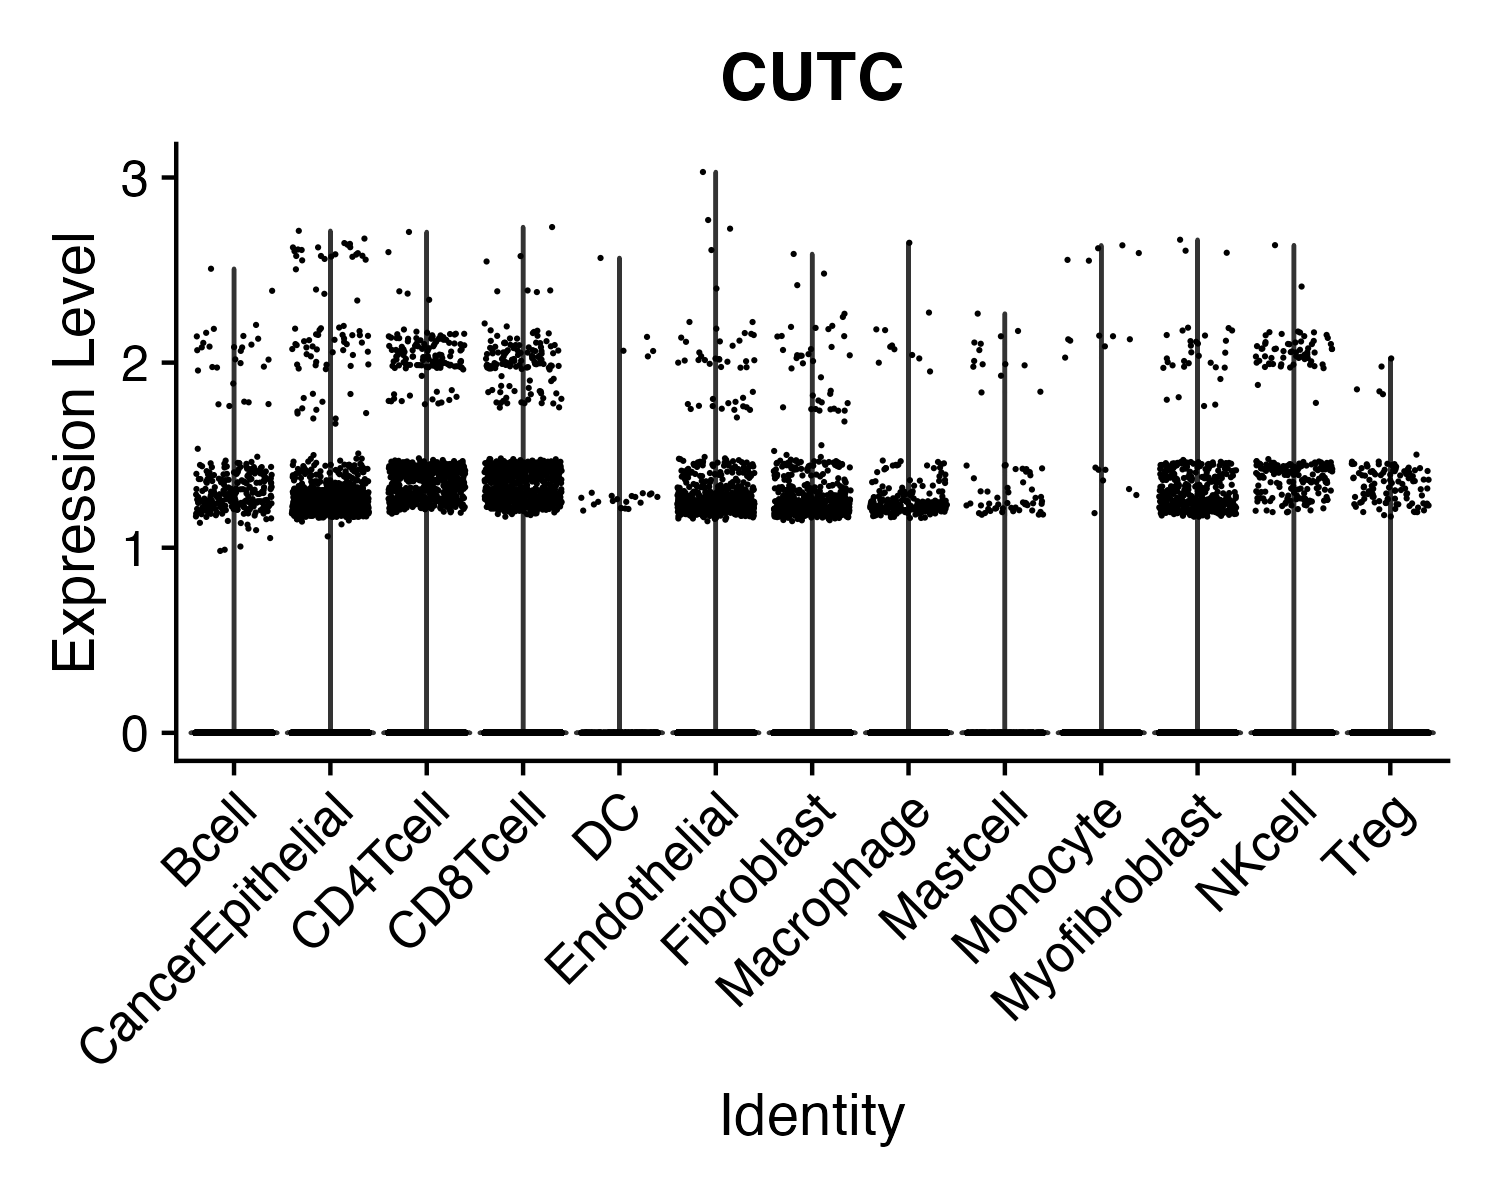 CUTC
Expression Level
3
2
1
0
Bcell
CancerEpithelial
CD4Tcell
CD8Tcell
DC
Endothelial
Fibroblast
Macrophage
Mastcell
Monocyte
Myofibroblast
NKcell
Treg
Identity